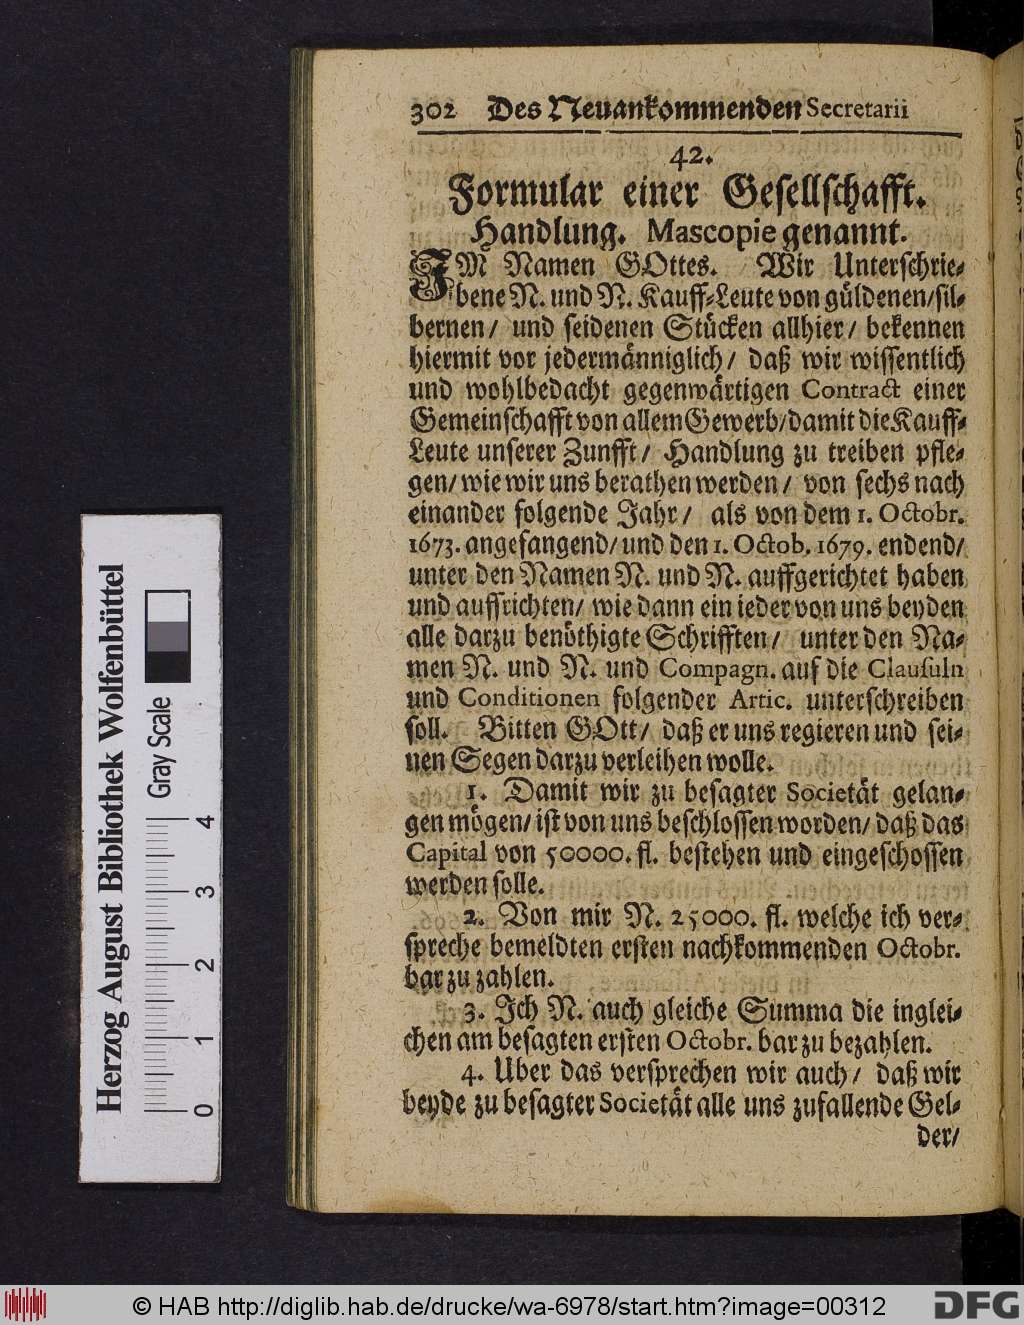 302 Des Neuankommenden Secretarii
42.
Formular einer Gesellschafft.
Handlung. Mascopie genannt.
IM Namen GOttes. Wir Unterschrie-
bene N. und N. Kauff-Leute von güldenen/sil-
bernen/ und seidenen Stücken allhier/ bekennen
hiermit vor jedermänniglich/ daß wir wissentlich
und wohlbedacht gegenwärtigen Contract einer
Gemeinschafft von allem Gewerb/damit die Kauff-
Leute unserer Zunfft/ Handlung zu treiben pfle-
gen/ wie wir uns berathen werden/ von sechs nach
einander folgende Jahr/ als von dem 1. Octobr.
1673. angefangend/ und den 1. Octob. 1679. endend/
unter den Namen N. und N. auffgerichtet haben
und auffrichten/ wie dann ein ieder von uns beyden
alle darzu benöthigte Schrifften/ unter den Na-
men N. und N. und Compagn. auf die Clausuln
und Conditionen folgender Artic. unterschreiben
soll. Bitten GOtt/ daß er uns regieren und sei-
nen Segen darzu verleihen wolle.
1. Damit wir zu besagter Societät gelan-
gen mögen/ ist von uns beschlossen worden/ daß das
Capital von 50000. fl. bestehen und eingeschossen
werden solle.
2. Von mir N. 25000. fl. welche ich ver-
spreche bemeldten ersten nachkommenden Octobr.
bar zu zahlen.
3. Ich N. auch gleiche Summa die inglei-
chen am besagten ersten Octobr. bar zu bezahlen.
4. Uber das versprechen wir auch/ daß wir
beyde zu besagter Societät alle uns zufallende Gel-
der/
Herzog August Bibliothek Wolfenbüttel
Gray Scale
0 1 2 3 4
© HAB http://diglib.hab.de/drucke/wa-6978/start.htm?image=00312
DFG